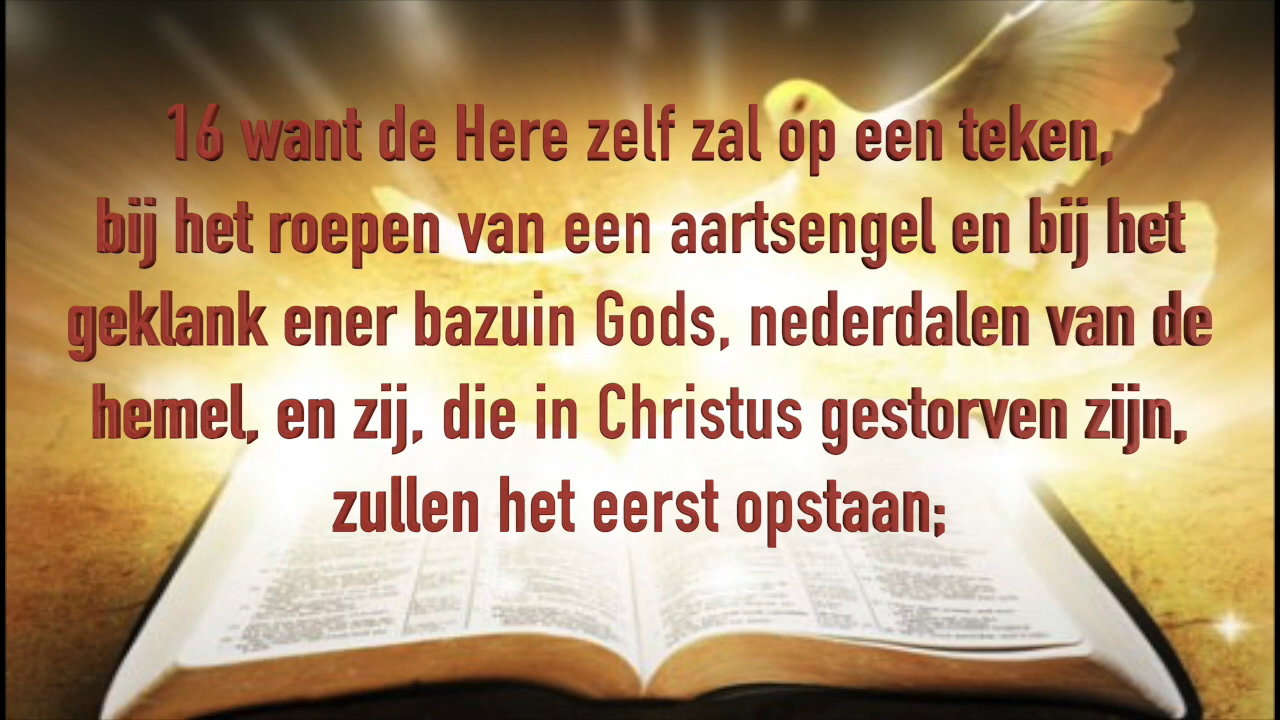 16 want de Here zelf zal op een teken,
bij het roepen van een aartsengel en bij het
geklank ener bazuin Gods, nederdalen van de
hemel, en zij, die in Christus gestorven zijn,
zullen het eerst opstaan;